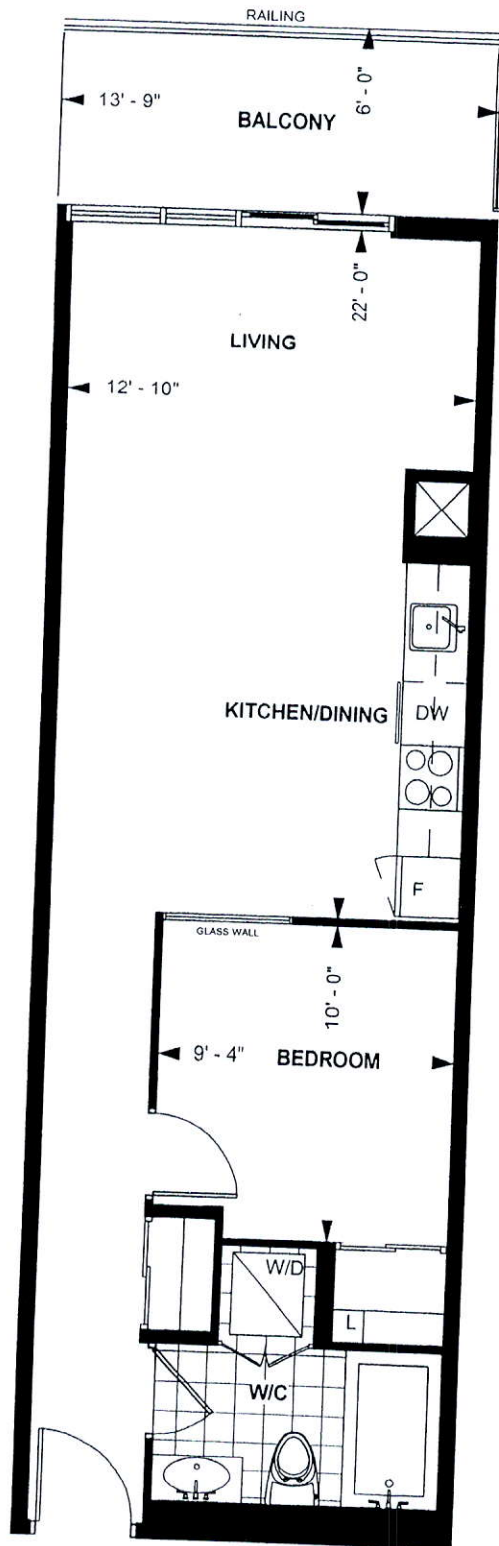 RAILING
13' - 9"
6' - 0"
BALCONY
22' - 0"
LIVING
12' - 10"
KITCHEN/DINING
DW
F
GLASS WALL
10' - 0"
9' - 4"
BEDROOM
W/D
L
W/C